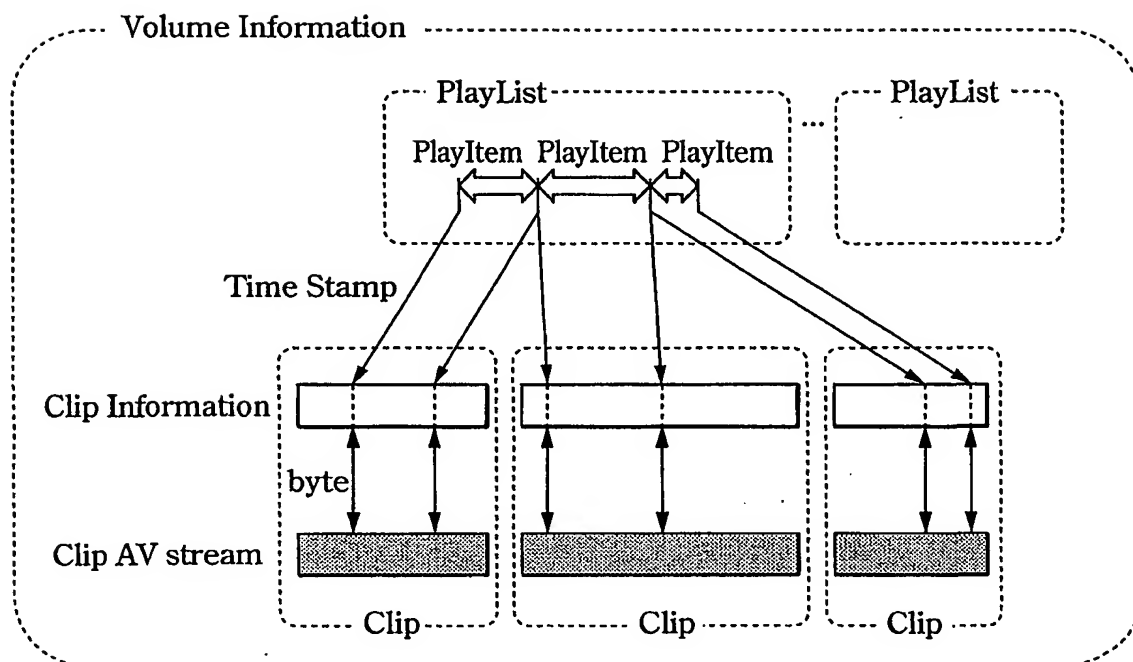 Volume Information
PlayList
PlayList
...
PlayItem PlayItem PlayItem
Time Stamp
Clip Information
byte
Clip AV stream
Clip
Clip
Clip